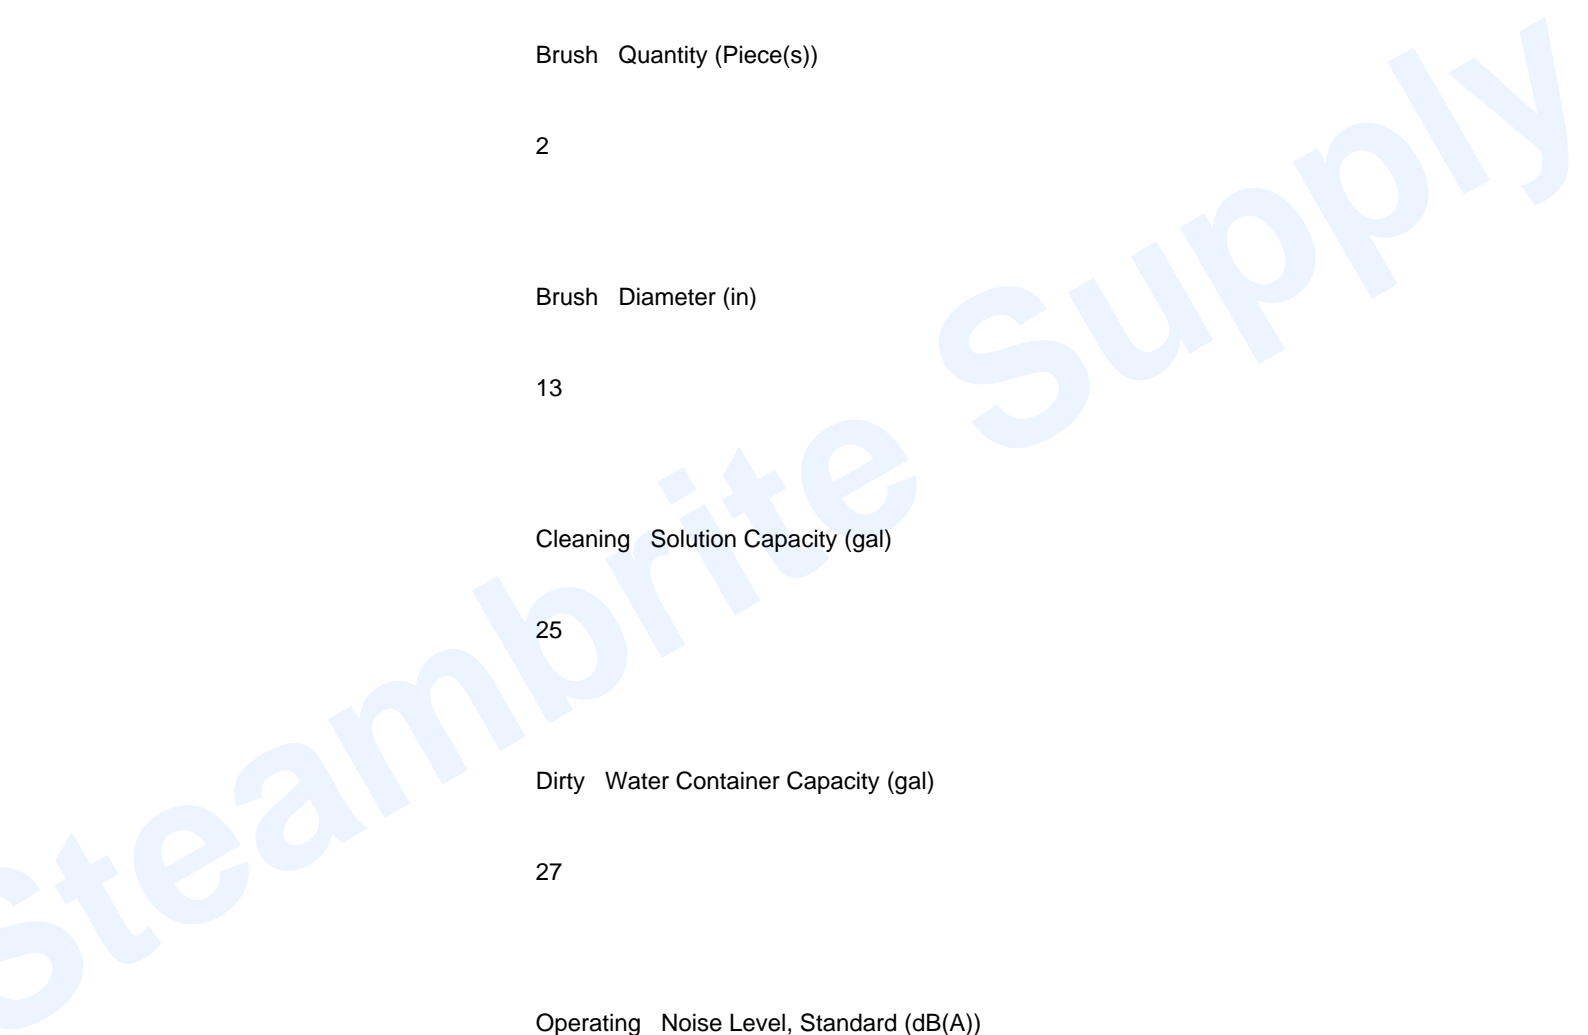 Brush Quantity (Piece(s))
2
Brush Diameter (in)
13
Cleaning Solution Capacity (gal)
25
Dirty Water Container Capacity (gal)
27
Operating Noise Level, Standard (dB(A))
Steambrite Supply